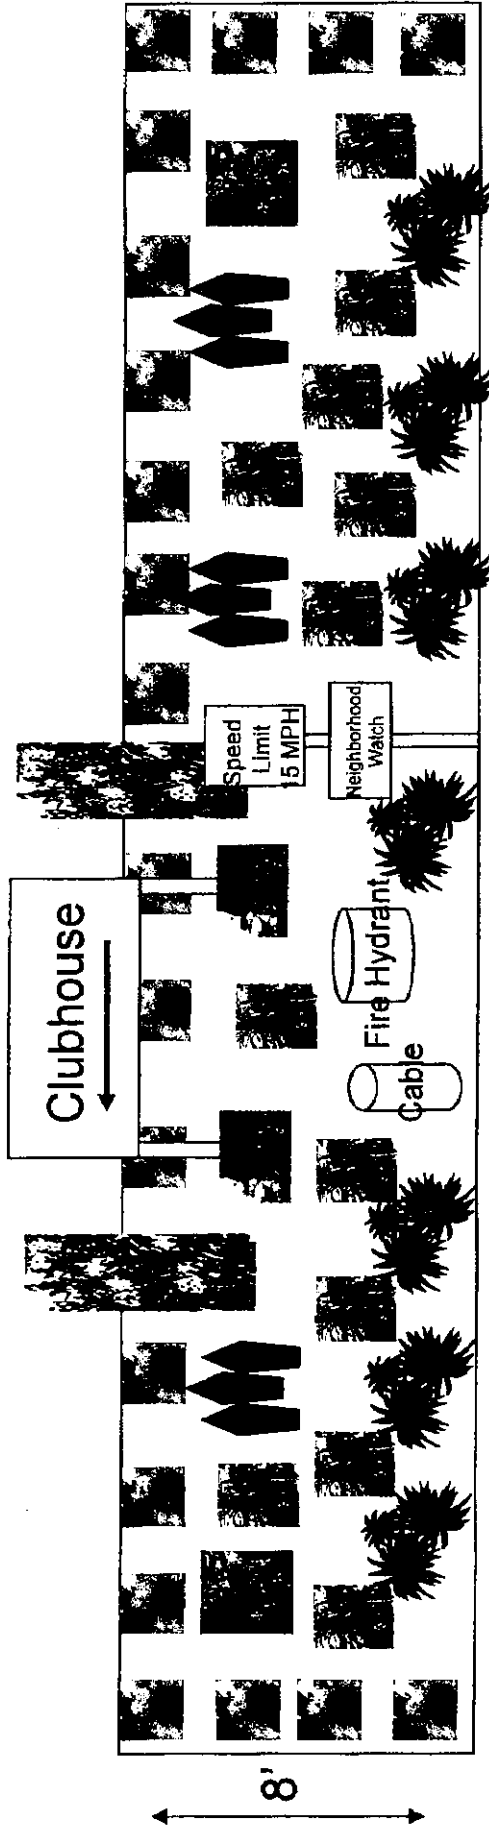 Clubhouse
Speed
Limit
15 MPH
Neighborhood
Watch
Fire Hydrant
Cable
8'